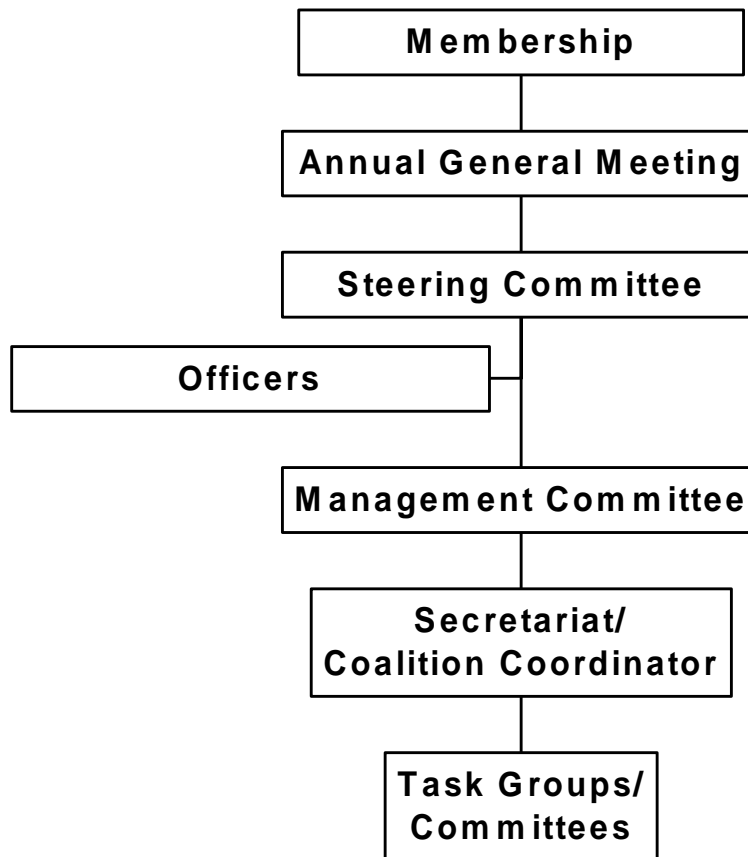 Membership
Annual General Meeting
Steering Committee
Officers
Management Committee
Secretariat/
Coalition Coordinator
Task Groups/
Committees